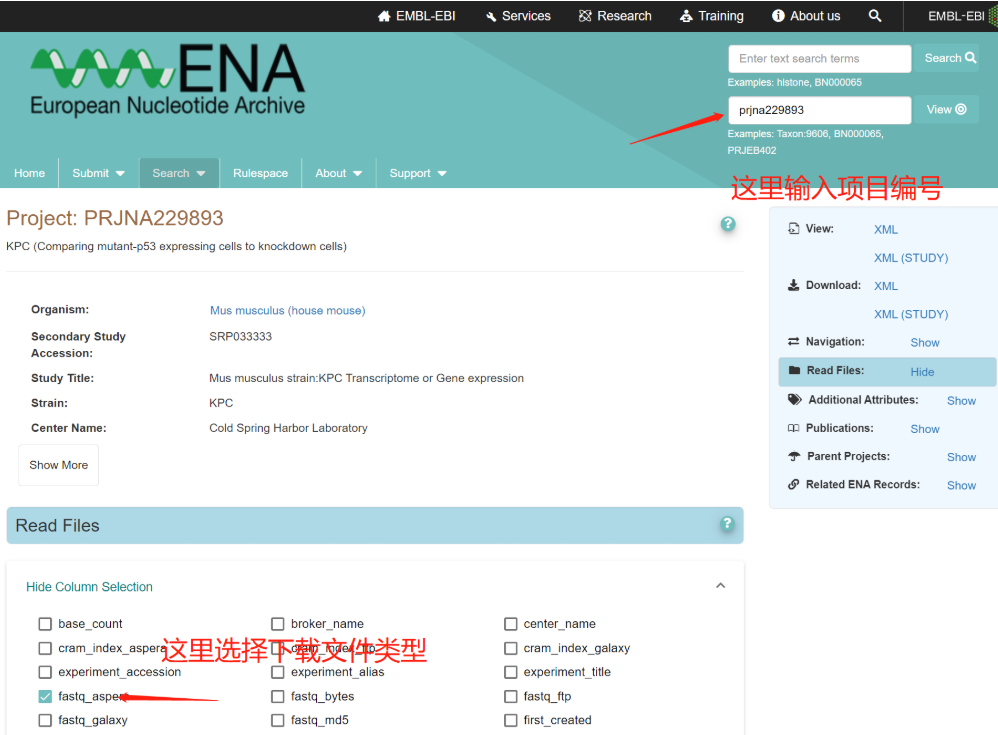 EMBL-EBI Services Research Training About us EMBL-EBI
ENA
European Nucleotide Archive
Enter text search terms Search
Examples: histone, BN000065
prjna229893 View
Examples: Taxon:9606, BN000065,
PRJEB402
Home Submit Search Rulespace About Support
这里输入项目编号
Project: PRJNA229893
KPC (Comparing mutant-p53 expressing cells to knockdown cells)
Organism: Mus musculus (house mouse)
Secondary Study
Accession: SRP033333
Study Title: Mus musculus strain:KPC Transcriptome or Gene expression
Strain: KPC
Center Name: Cold Spring Harbor Laboratory
Show More
View: XML
XML (STUDY)
Download: XML
XML (STUDY)
Navigation: Show
Read Files: Hide
Additional Attributes: Show
Publications: Show
Parent Projects: Show
Related ENA Records: Show
Read Files
Hide Column Selection
base_count broker_name center_name
cram_index_aspera cram_index_ftp cram_index_galaxy
这里选择下载文件类型
experiment_accession experiment_alias experiment_title
fastq_aspera fastq_bytes fastq_ftp
fastq_galaxy fastq_md5 first_created